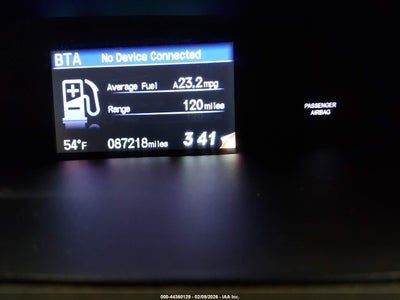 BTA No Device Connected
Average Fuel A23.2mpg
Range 120miles
54°F 087218miles 3 41
PASSENGER
AIRBAG
000-44360129 - 02/09/2026 - IAA Inc.